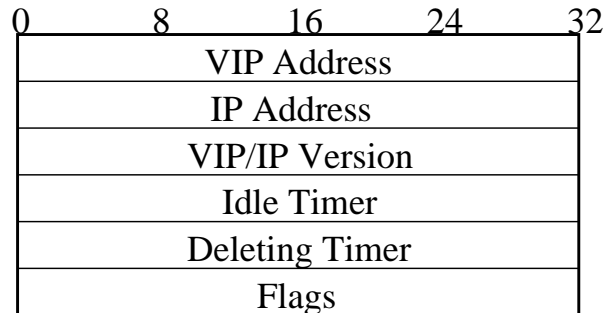 0 8 16 24 32
VIP Address
IP Address
VIP/IP Version
Idle Timer
Deleting Timer
Flags